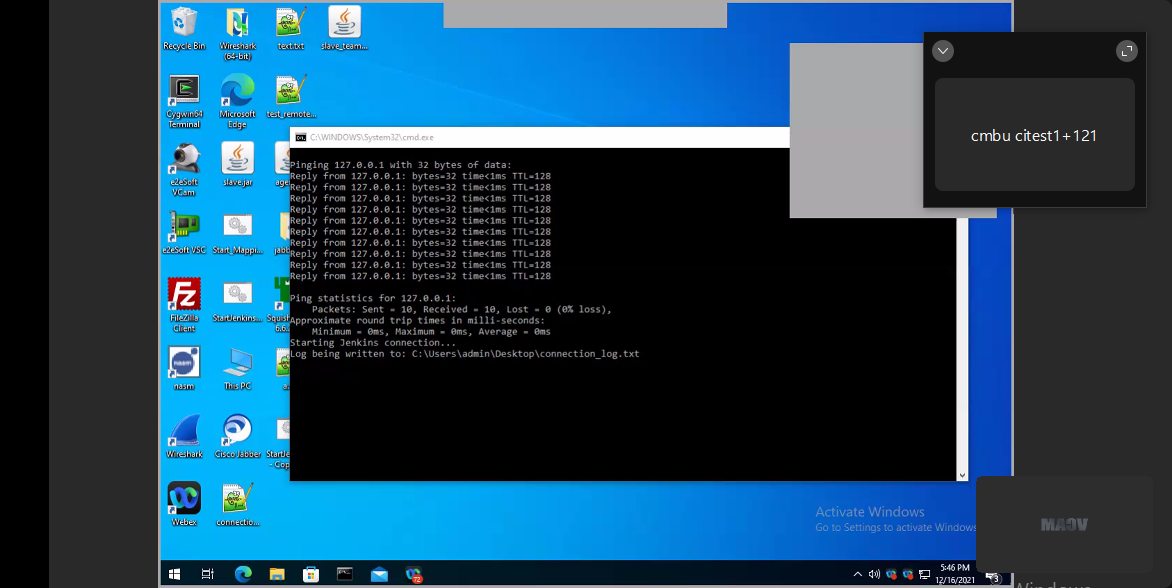 Recycle Bin
Wireshark
(64-bit)
text.txt
slave_team...
Cygwin64
Terminal
Microsoft
Edge
test_remote...
e2eSoft
VCam
slave.jar
age
e2eSoft VSC
Start_Mappi...
jabb
FileZilla
Client
StartJenkins...
Squish
6.6.
nasm
nasm
This PC
a.
Wireshark
Cisco Jabber
StartJe
- Cop
Webex
connectio...
C:\WINDOWS\System32\cmd.exe
Pinging 127.0.0.1 with 32 bytes of data:
Reply from 127.0.0.1: bytes=32 time<1ms TTL=128
Reply from 127.0.0.1: bytes=32 time<1ms TTL=128
Reply from 127.0.0.1: bytes=32 time<1ms TTL=128
Reply from 127.0.0.1: bytes=32 time<1ms TTL=128
Reply from 127.0.0.1: bytes=32 time<1ms TTL=128
Reply from 127.0.0.1: bytes=32 time<1ms TTL=128
Reply from 127.0.0.1: bytes=32 time<1ms TTL=128
Reply from 127.0.0.1: bytes=32 time<1ms TTL=128
Reply from 127.0.0.1: bytes=32 time<1ms TTL=128
Reply from 127.0.0.1: bytes=32 time<1ms TTL=128
Ping statistics for 127.0.0.1:
Packets: Sent = 10, Received = 10, Lost = 0 (0% loss),
Approximate round trip times in milli-seconds:
Minimum = 0ms, Maximum = 0ms, Average = 0ms
Starting Jenkins connection...
Log being written to: C:\Users\admin\Desktop\connection_log.txt
cmbu citest1+121
Activate Windows
Go to Settings to activate Windows
VCAM
72
5:46 PM
12/16/2021
3
Windows